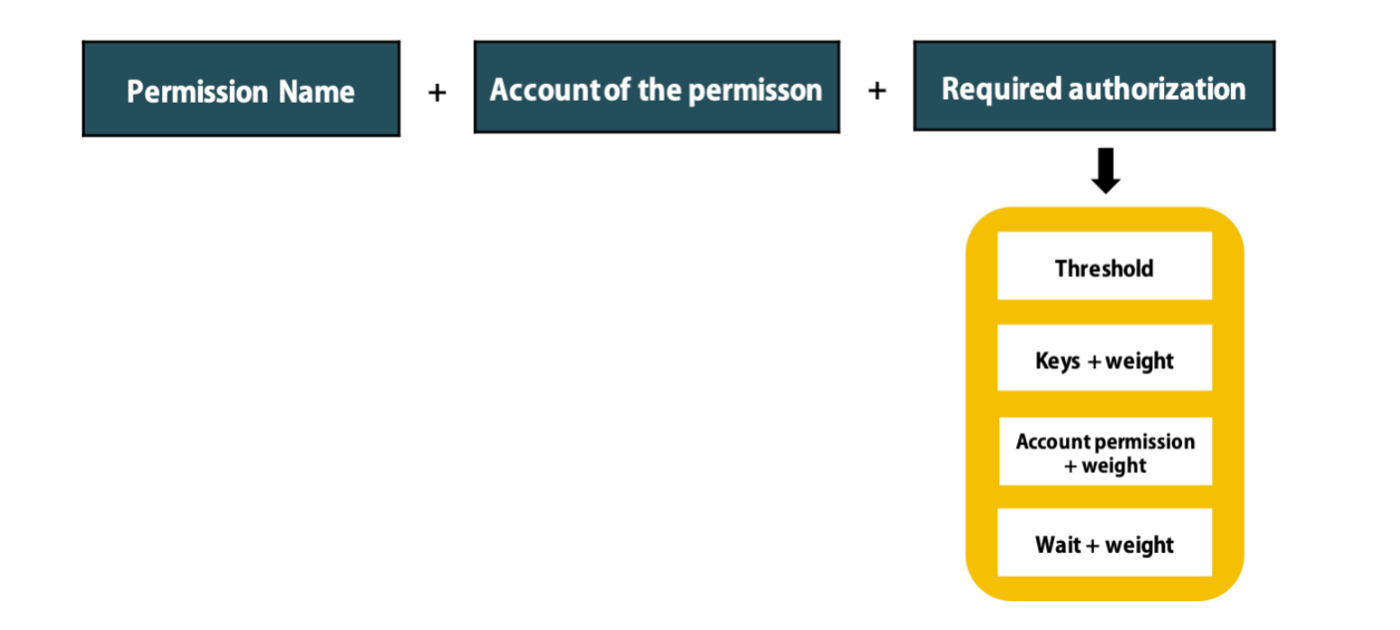 Permission Name + Account of the permisson + Required authorization
Threshold
Keys + weight
Account permission
+ weight
Wait + weight